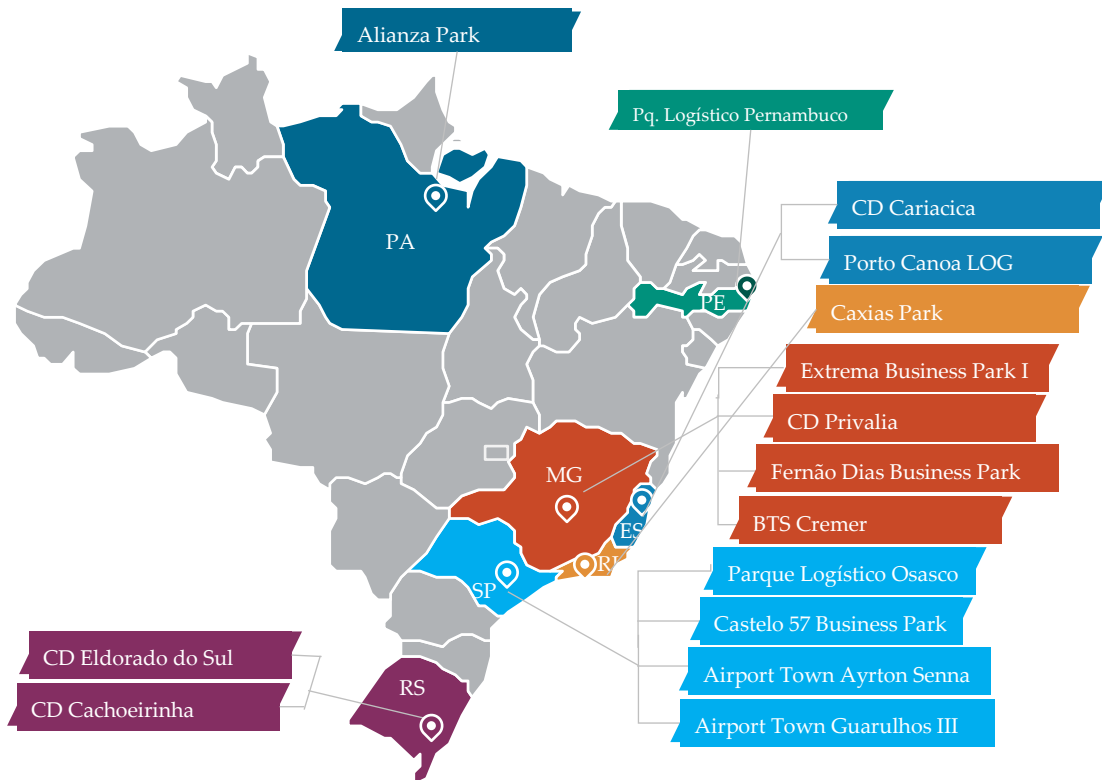 Alianza Park
Pq. Logístico Pernambuco
CD Cariacica
PA
Porto Canoa LOG
PE
Caxias Park
Extrema Business Park I
CD Privalia
MG
Fernão Dias Business Park
BTS Cremer
ES
RJ
Parque Logístico Osasco
SP
Castelo 57 Business Park
CD Eldorado do Sul
Airport Town Ayrton Senna
RS
CD Cachoeirinha
Airport Town Guarulhos III